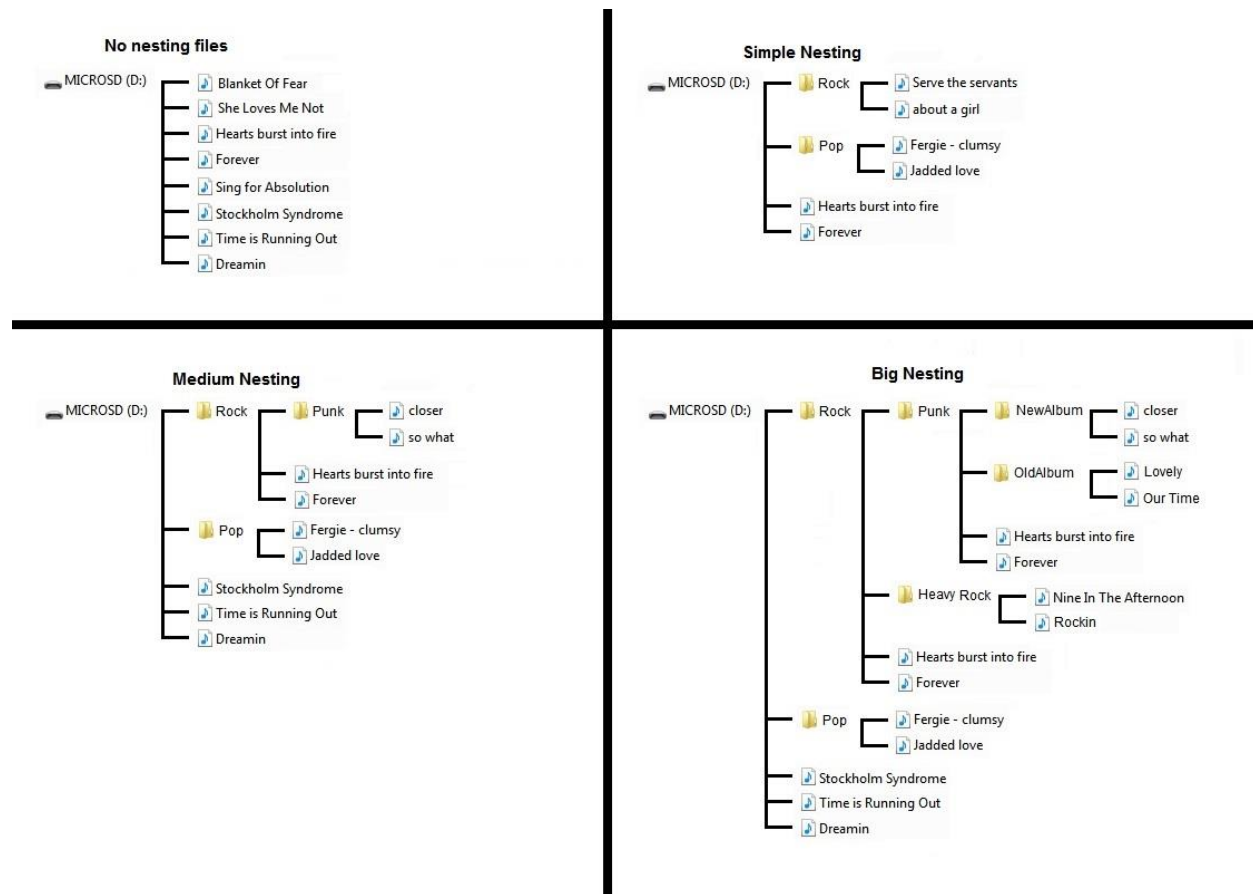 No nesting files
MICROSD (D:)
Blanket Of Fear
She Loves Me Not
Hearts burst into fire
Forever
Sing for Absolution
Stockholm Syndrome
Time is Running Out
Dreamin
Simple Nesting
MICROSD (D:)
Rock
Serve the servants
about a girl
Pop
Fergie - clumsy
Jadded love
Hearts burst into fire
Forever
Medium Nesting
MICROSD (D:)
Rock
Punk
closer
so what
Hearts burst into fire
Forever
Pop
Fergie - clumsy
Jadded love
Stockholm Syndrome
Time is Running Out
Dreamin
Big Nesting
MICROSD (D:)
Rock
Punk
NewAlbum
closer
so what
OldAlbum
Lovely
Our Time
Hearts burst into fire
Forever
Heavy Rock
Nine In The Afternoon
Rockin
Hearts burst into fire
Forever
Pop
Fergie - clumsy
Jadded love
Stockholm Syndrome
Time is Running Out
Dreamin